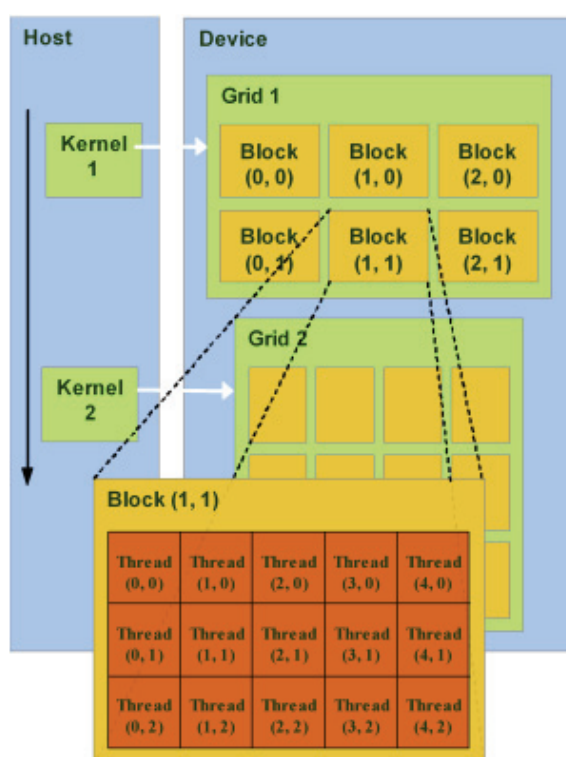 Host
Device
Grid 1
Kernel
1
Block
(0, 0)
Block
(1, 0)
Block
(2, 0)
Block
(0, 1)
Block
(1, 1)
Block
(2, 1)
Grid 2
Kernel
2
Block (1, 1)
Thread
(0, 0)
Thread
(1, 0)
Thread
(2, 0)
Thread
(3, 0)
Thread
(4, 0)
Thread
(0, 1)
Thread
(1, 1)
Thread
(2, 1)
Thread
(3, 1)
Thread
(4, 1)
Thread
(0, 2)
Thread
(1, 2)
Thread
(2, 2)
Thread
(3, 2)
Thread
(4, 2)